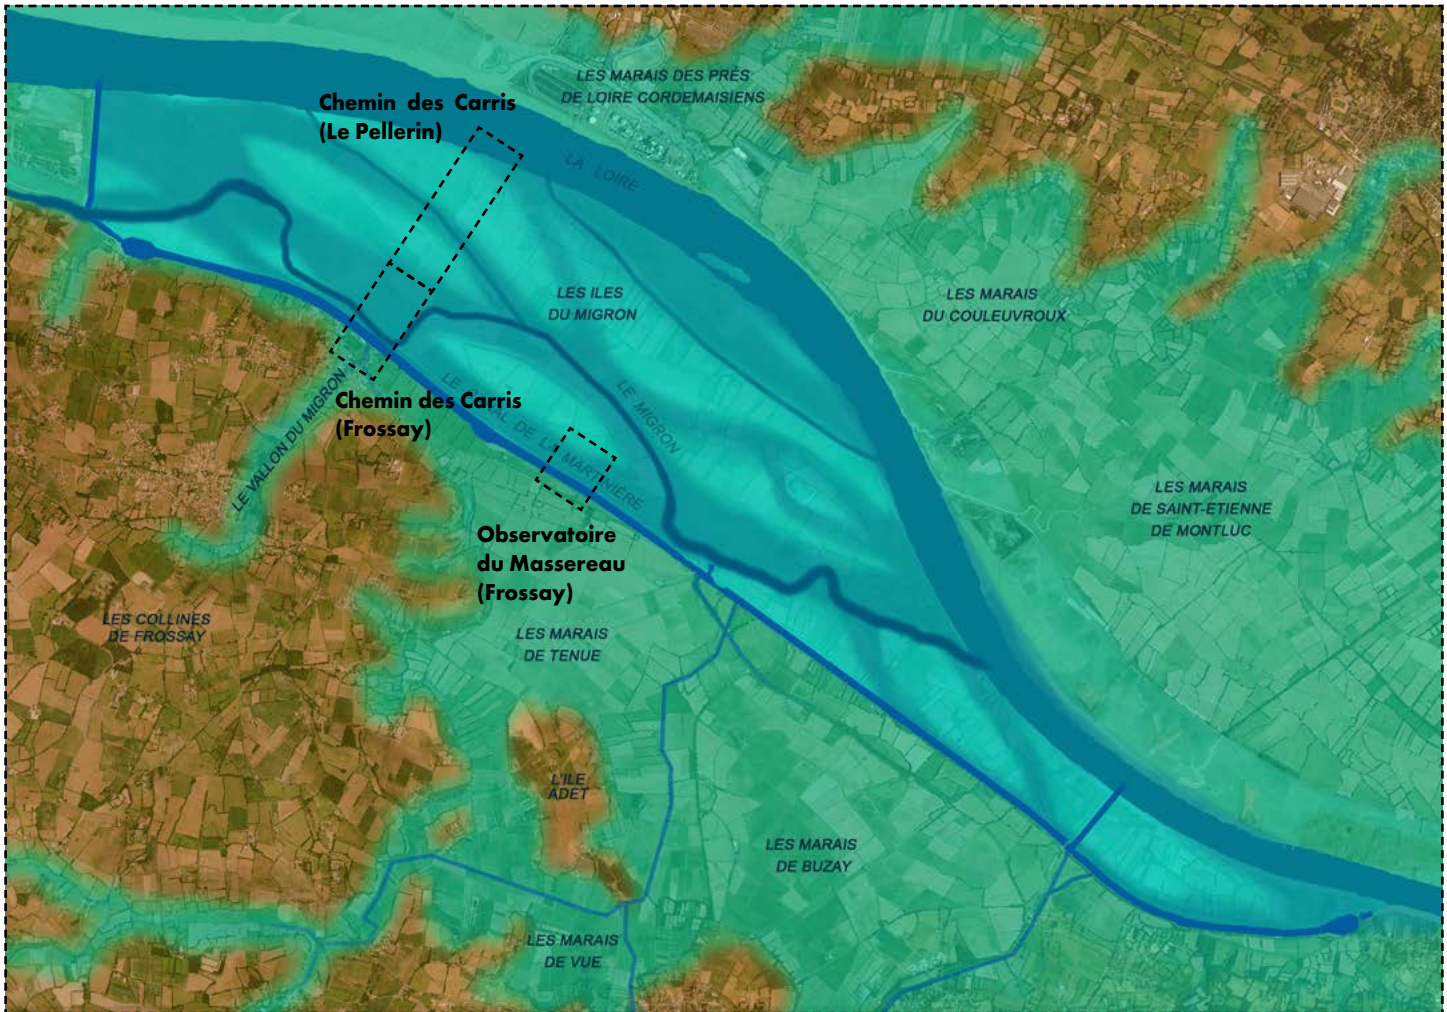 LES MARAIS DES PRÉS
DE LOIRE CORDEMAISIENS
Chemin des Carris
(Le Pellerin)
LA LOIRE
LES ILES
DU MIGRON
LES MARAIS
DU COULEUVROUX
LE VALLON DU MIGRON
Chemin des Carris
(Frossay)
LE CANAL DE LA MARTINIÈRE
LE MIGRON
LES MARAIS
DE SAINT-ETIENNE
DE MONTLUC
Observatoire
du Massereau
(Frossay)
LES COLLINES
DE FROSSAY
LES MARAIS
DE TENUE
L'ILE
ADET
LES MARAIS
DE BUZAY
LES MARAIS
DE VUE